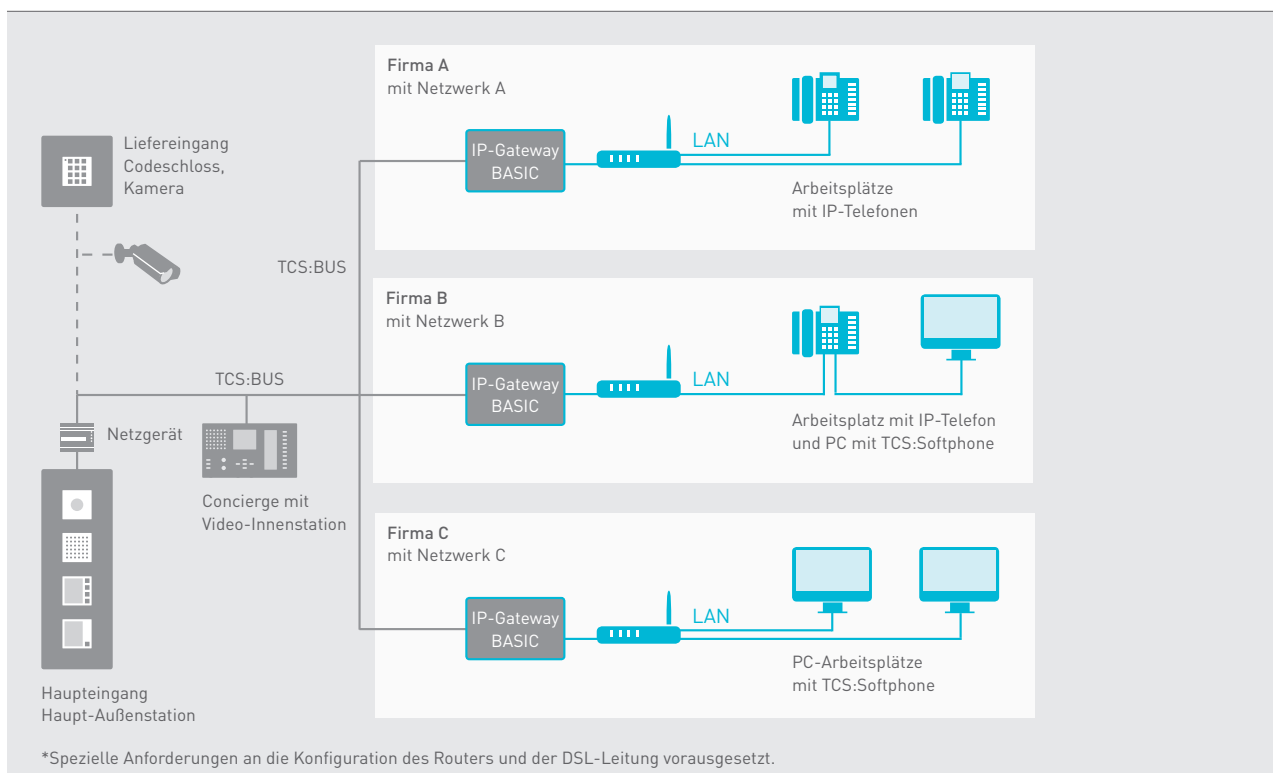 Firma A
mit Netzwerk A
IP-Gateway
BASIC
LAN
Arbeitsplätze
mit IP-Telefonen
Liefereingang
Codeschloss,
Kamera
TCS:BUS
Firma B
mit Netzwerk B
IP-Gateway
BASIC
LAN
Arbeitsplatz mit IP-Telefon
und PC mit TCS:Softphone
TCS:BUS
Netzgerät
Concierge mit
Video-Innenstation
Firma C
mit Netzwerk C
IP-Gateway
BASIC
LAN
PC-Arbeitsplätze
mit TCS:Softphone
Haupteingang
Haupt-Außenstation
*Spezielle Anforderungen an die Konfiguration des Routers und der DSL-Leitung vorausgesetzt.